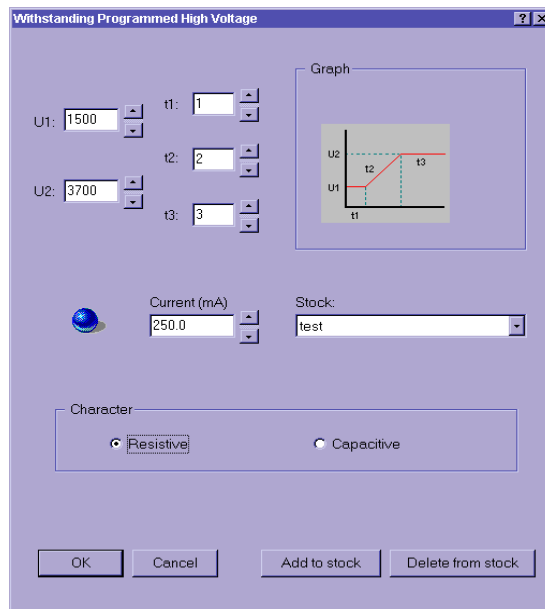 Withstanding Programmed High Voltage
U1: 1500
U2: 3700
t1: 1
t2: 2
t3: 3
Graph
U2
U1
t2
t3
t1
Current (mA)
250.0
Stock:
test
Character
Resistive
Capacitive
OK
Cancel
Add to stock
Delete from stock